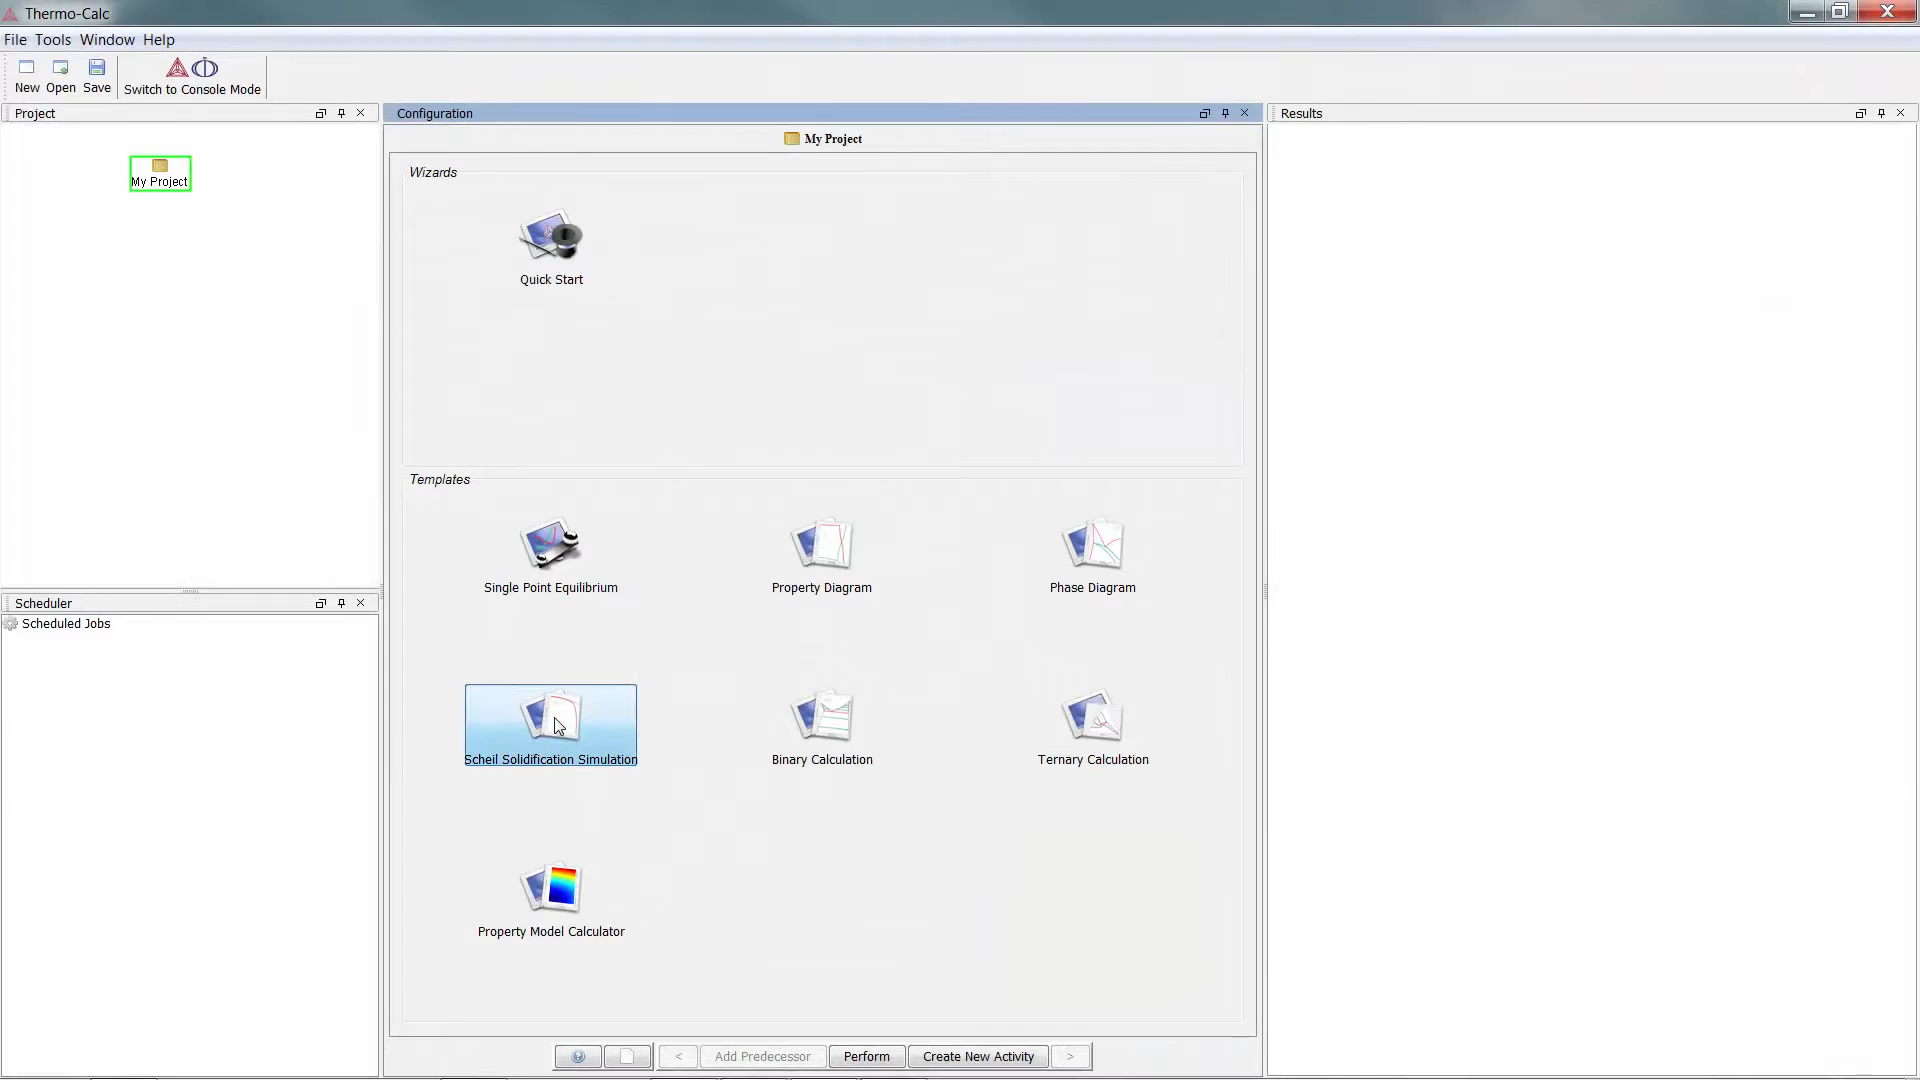 Thermo-Calc
File Tools Window Help
New Open Save Switch to Console Mode
Project
Configuration
Results
My Project
My Project
Wizards
Quick Start
Templates
Single Point Equilibrium
Property Diagram
Phase Diagram
Scheduler
Scheduled Jobs
Scheil Solidification Simulation
Binary Calculation
Ternary Calculation
Property Model Calculator
< Add Predecessor Perform Create New Activity >